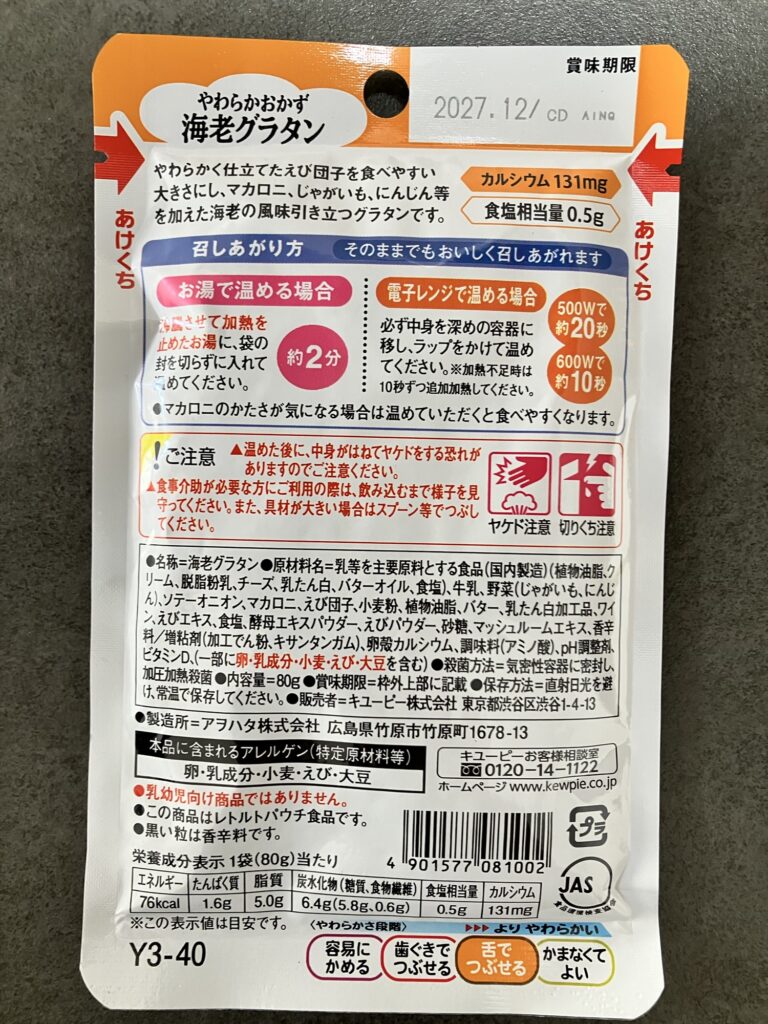 賞味期限
2027.12/ CD AINQ
やわらかおかず
海老グラタン
やわらかく仕立てたえび団子を食べやすい
大きさにし、マカロニ、じゃがいも、にんじん等
を加えた海老の風味引き立つグラタンです。
カルシウム 131mg
食塩相当量 0.5g
あけくち
あけくち
召しあがり方 そのままでもおいしく召しあがれます
お湯で温める場合
沸騰させて加熱を
止めたお湯に、袋の
封を切らずに入れて
温めてください。
約2分
電子レンジで温める場合
必ず中身を深めの容器に
移し、ラップをかけて温め
てください。※加熱不足時は
10秒ずつ追加加熱してください。
500Wで
約20秒
600Wで
約10秒
●マカロニのかたさが気になる場合は温めていただくと食べやすくなります。
!ご注意
▲温めた後に、中身がはねてヤケドをする恐れが
ありますのでご注意ください。
▲食事介助が必要な方にご利用の際は、飲み込むまで様子を見
守ってください。また、具材が大きい場合はスプーン等でつぶし
てください。
ヤケド注意 切りくち注意
●名称=海老グラタン●原材料名=乳等を主要原料とする食品(国内製造)(植物油脂、ク
リーム、脱脂粉乳、チーズ、乳たん白、バターオイル、食塩)、牛乳、野菜(じゃがいも、にんじ
ん)、ソテーオニオン、マカロニ、えび団子、小麦粉、植物油脂、バター、乳たん白加工品、ワイ
ン、えびエキス、食塩、酵母エキスパウダー、えびパウダー、砂糖、マッシュルームエキス、香辛
料/増粘剤(加工でん粉、キサンタンガム)、卵殻カルシウム、調味料(アミノ酸)、pH調整剤、
ビタミンD、(一部に卵・乳成分・小麦・えび・大豆を含む)●殺菌方法=気密性容器に密封し、
加圧加熱殺菌●内容量=80g●賞味期限=枠外上部に記載●保存方法=直射日光を避
け、常温で保存してください。●販売者=キユーピー株式会社 東京都渋谷区渋谷1-4-13
●製造所=アヲハタ株式会社 広島県竹原市竹原町1678-13
本品に含まれるアレルゲン(特定原材料等)
卵・乳成分・小麦・えび・大豆
キユーピーお客様相談室
0120-14-1122
ホームページ www.kewpie.co.jp
●乳幼児向け商品ではありません。
●この商品はレトルトパウチ食品です。
●黒い粒は香辛料です。
4 901577 081002
プラ
JAS
栄養成分表示 1袋(80g)当たり
エネルギー たんぱく質 脂質 炭水化物(糖質、食物繊維) 食塩相当量 カルシウム
76kcal 1.6g 5.0g 6.4g(5.8g、0.6g) 0.5g 131mg
※この表示値は目安です。
〈やわらかさ段階〉 よりやわらかい
Y3-40
容易に
かめる
歯ぐきで
つぶせる
舌で
つぶせる
かまなくて
よい